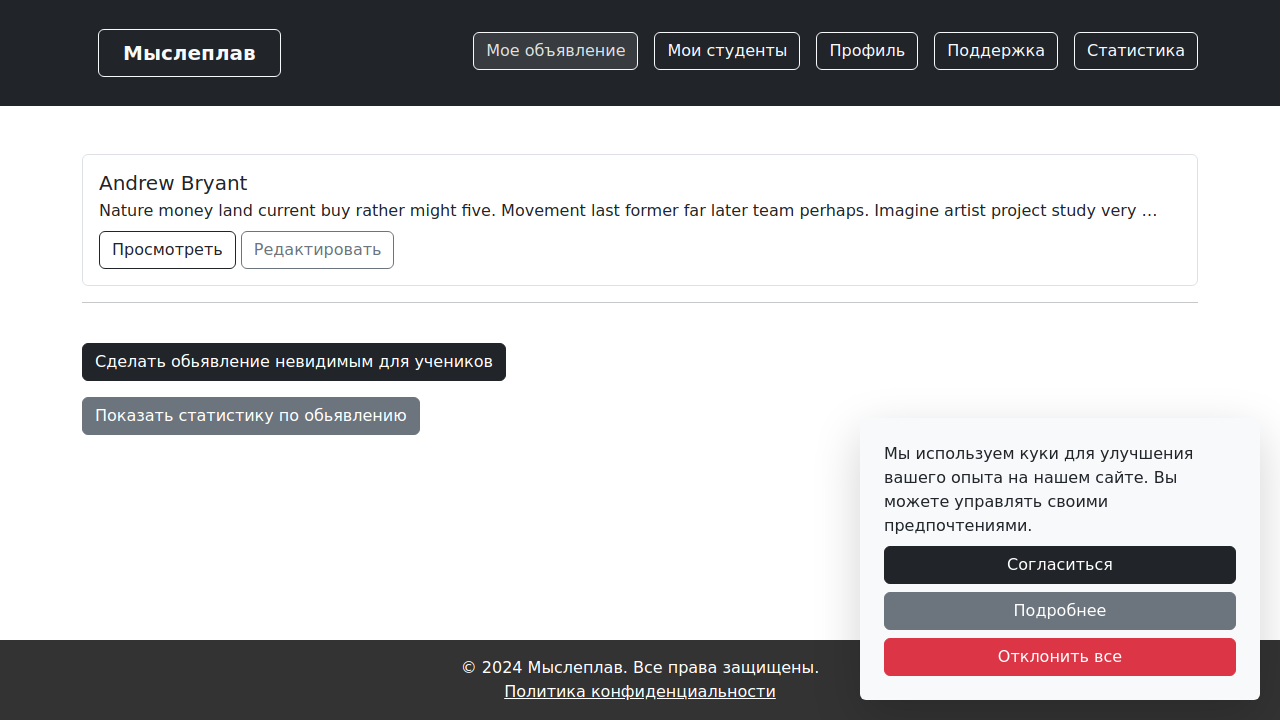 Мыслеплав
Мое объявление
Мои студенты
Профиль
Поддержка
Статистика
Andrew Bryant
Nature money land current buy rather might five. Movement last former far later team perhaps. Imagine artist project study very …
Просмотреть
Редактировать
Сделать обьявление невидимым для учеников
Показать статистику по обьявлению
Мы используем куки для улучшения
вашего опыта на нашем сайте. Вы
можете управлять своими
предпочтениями.
Согласиться
Подробнее
Отклонить все
© 2024 Мыслеплав. Все права защищены.
Политика конфиденциальности